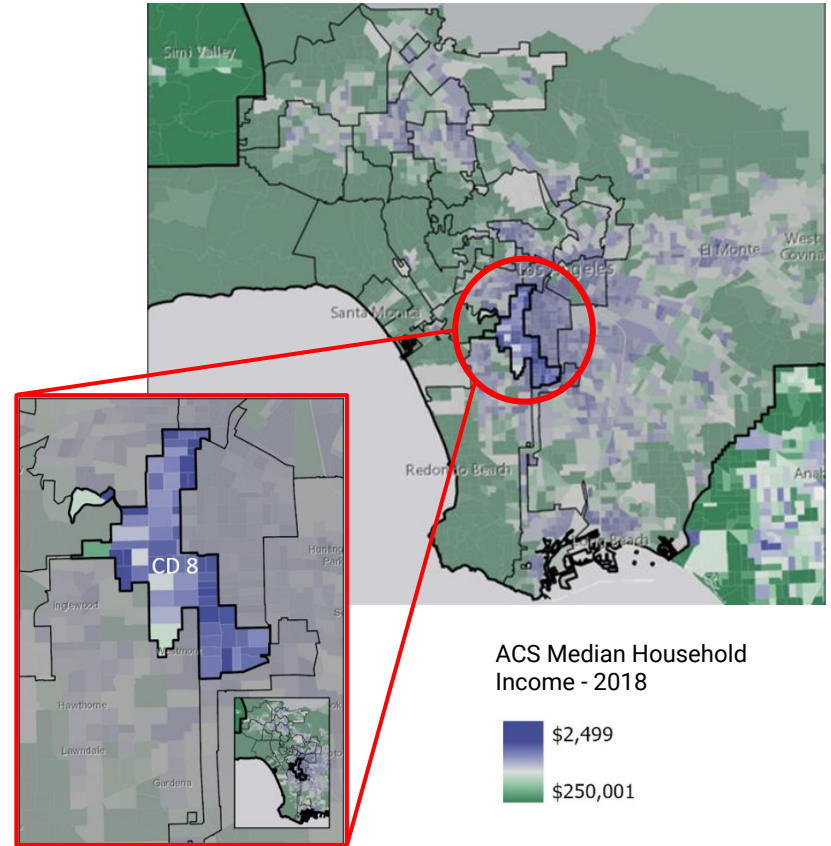 Simi Valley
El Monte
West
Covina
Los Angeles
Santa Monica
Redondo Beach
Long Beach
Anah
Hunting
Park
CD 8
Inglewood
Westmont
Hawthorne
Lawndale
Gardena
ACS Median Household
Income - 2018
$2,499
$250,001